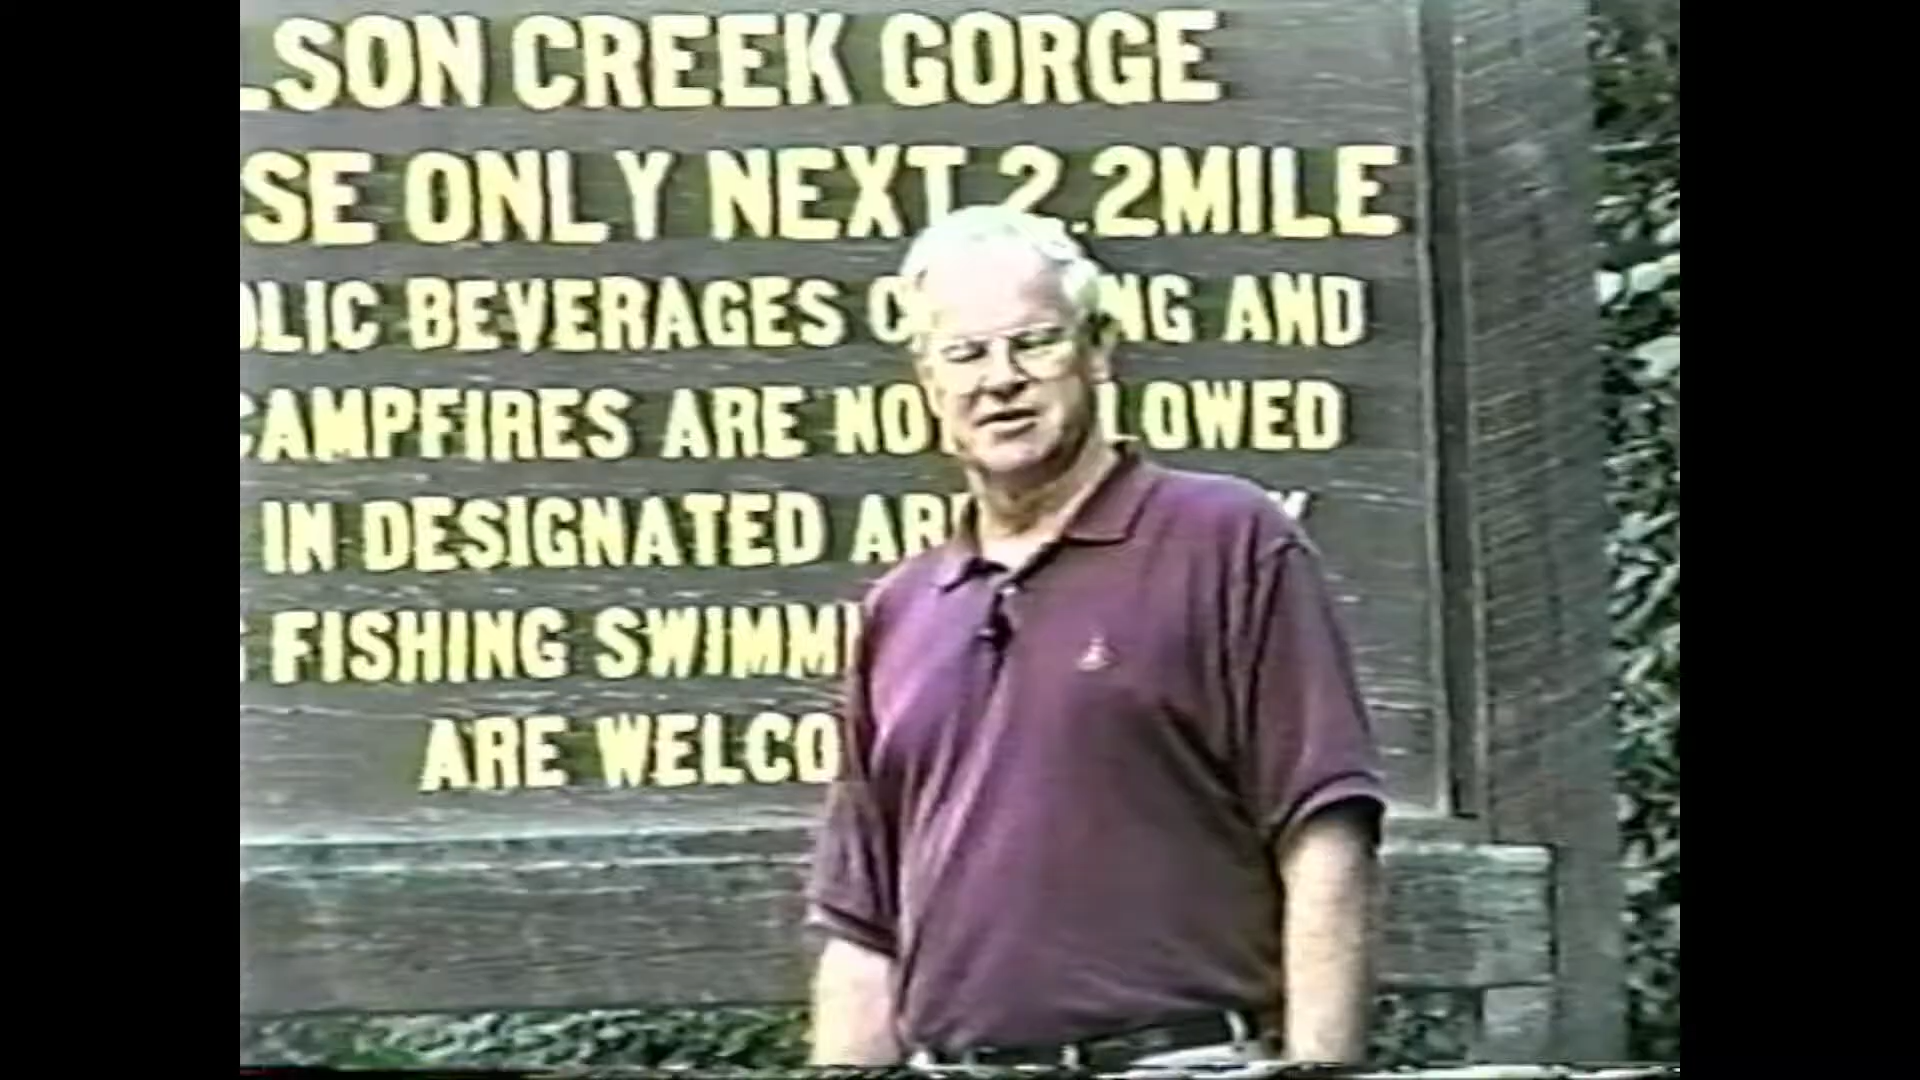 LSON CREEK GORGE
SE ONLY NEXT 2.2MILE
OLIC BEVERAGES C NG AND
CAMPFIRES ARE NO LOWED
IN DESIGNATED AR Y
FISHING SWIMMI
ARE WELCO